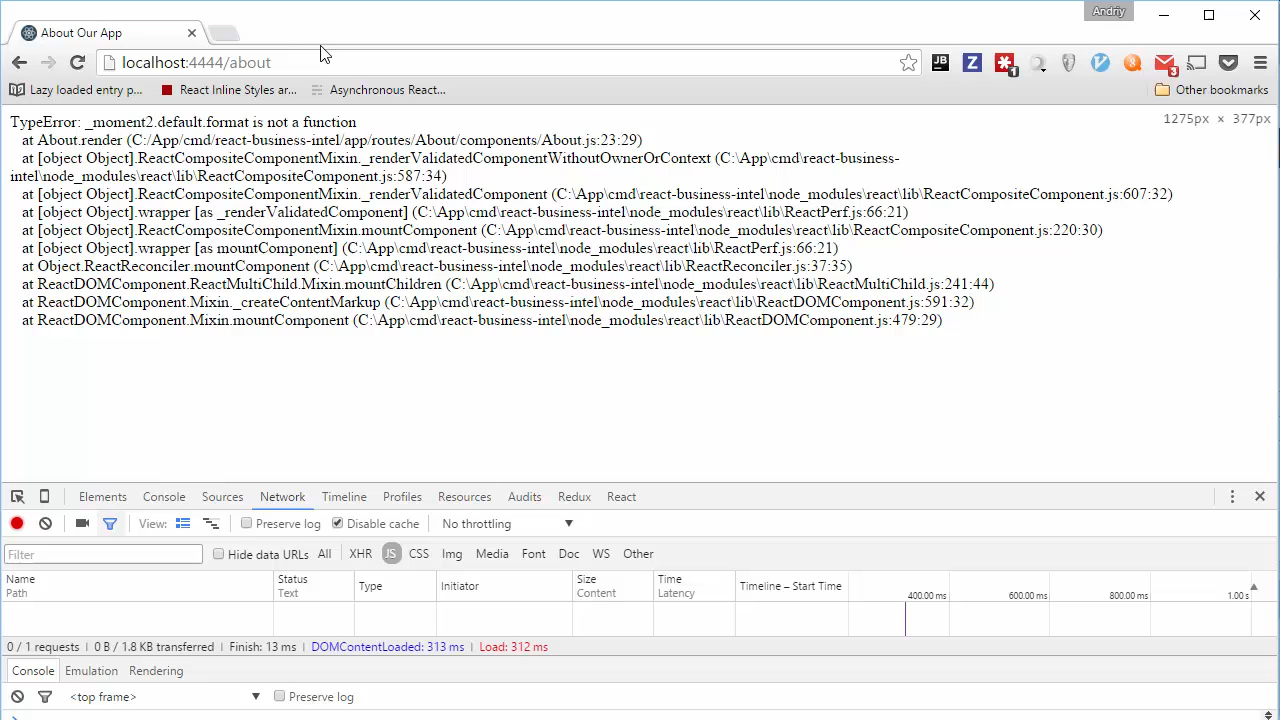 Andriy
About Our App
localhost:4444/about
JB
Z
1
8
3
Lazy loaded entry p...
React Inline Styles ar...
Asynchronous React...
Other bookmarks
1275px × 377px
TypeError: _moment2.default.format is not a function
at About.render (C:/App/cmd/react-business-intel/app/routes/About/components/About.js:23:29)
at [object Object].ReactCompositeComponentMixin._renderValidatedComponentWithoutOwnerOrContext (C:\App\cmd\react-business-
intel\node_modules\react\lib\ReactCompositeComponent.js:587:34)
at [object Object].ReactCompositeComponentMixin._renderValidatedComponent (C:\App\cmd\react-business-intel\node_modules\react\lib\ReactCompositeComponent.js:607:32)
at [object Object].wrapper [as _renderValidatedComponent] (C:\App\cmd\react-business-intel\node_modules\react\lib\ReactPerf.js:66:21)
at [object Object].ReactCompositeComponentMixin.mountComponent (C:\App\cmd\react-business-intel\node_modules\react\lib\ReactCompositeComponent.js:220:30)
at [object Object].wrapper [as mountComponent] (C:\App\cmd\react-business-intel\node_modules\react\lib\ReactPerf.js:66:21)
at Object.ReactReconciler.mountComponent (C:\App\cmd\react-business-intel\node_modules\react\lib\ReactReconciler.js:37:35)
at ReactDOMComponent.ReactMultiChild.Mixin.mountChildren (C:\App\cmd\react-business-intel\node_modules\react\lib\ReactMultiChild.js:241:44)
at ReactDOMComponent.Mixin._createContentMarkup (C:\App\cmd\react-business-intel\node_modules\react\lib\ReactDOMComponent.js:591:32)
at ReactDOMComponent.Mixin.mountComponent (C:\App\cmd\react-business-intel\node_modules\react\lib\ReactDOMComponent.js:479:29)
Elements Console Sources Network Timeline Profiles Resources Audits Redux React
View: Preserve log Disable cache No throttling
Filter Hide data URLs All XHR JS CSS Img Media Font Doc WS Other
Name Status Type Initiator Size Time Timeline – Start Time
Path Text Content Latency 400.00 ms 600.00 ms 800.00 ms 1.00 s
0 / 1 requests | 0 B / 1.8 KB transferred | Finish: 13 ms | DOMContentLoaded: 313 ms | Load: 312 ms
Console Emulation Rendering
<top frame> Preserve log